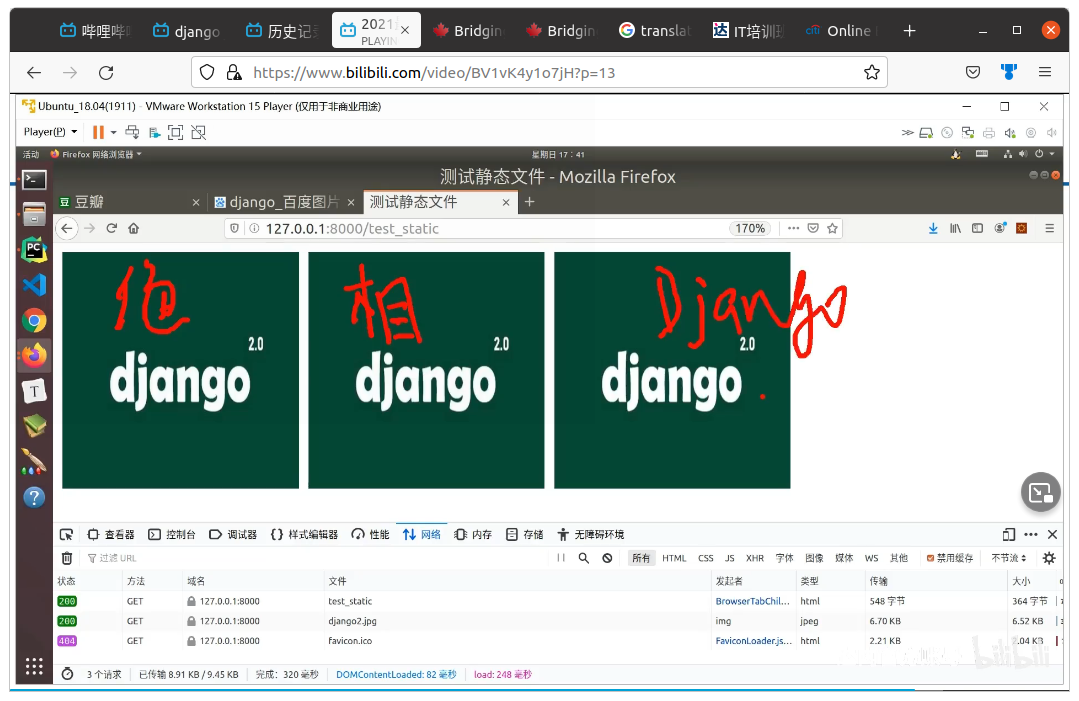 哔哩哔 django 历史记 2021 Bridgin Bridgin translat IT培训班 citi Online
PLAYIN
https://www.bilibili.com/video/BV1vK4y1o7jH?p=13
Ubuntu_18.04(1911) - VMware Workstation 15 Player (仅用于非商业用途)
Player(P)
活动 Firefox 网络浏览器 星期日 17：41
测试静态文件 - Mozilla Firefox
豆 豆瓣 django_百度图片 测试静态文件
127.0.0.1:8000/test_static 170%
相 Django
2.0 2.0 2.0
django django django
查看器 控制台 调试器 样式编辑器 性能 网络 内存 存储 无障碍环境
过滤 URL 所有 HTML CSS JS XHR 字体 图像 媒体 WS 其他 禁用缓存 不节流
状态 方法 域名 文件 发起者 类型 传输 大小
200 GET 127.0.0.1:8000 test_static BrowserTabChil... html 548 字节 364 字节
200 GET 127.0.0.1:8000 django2.jpg img jpeg 6.70 KB 6.52 KB
404 GET 127.0.0.1:8000 favicon.ico FaviconLoader.js... html 2.21 KB 2.04 KB
3 个请求 已传输 8.91 KB / 9.45 KB 完成：320 毫秒 DOMContentLoaded: 82 毫秒 load: 248 毫秒
bilibili